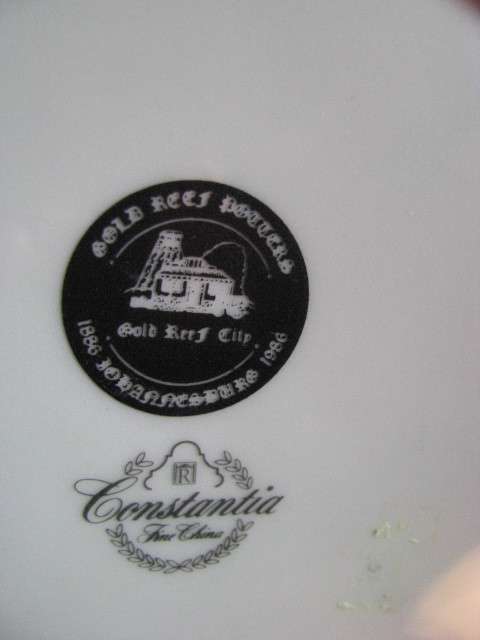 GOLD REEF POTTERS
Gold Reef City
1886 JOHANNESBURG 1986
R
Constantia
Fine China